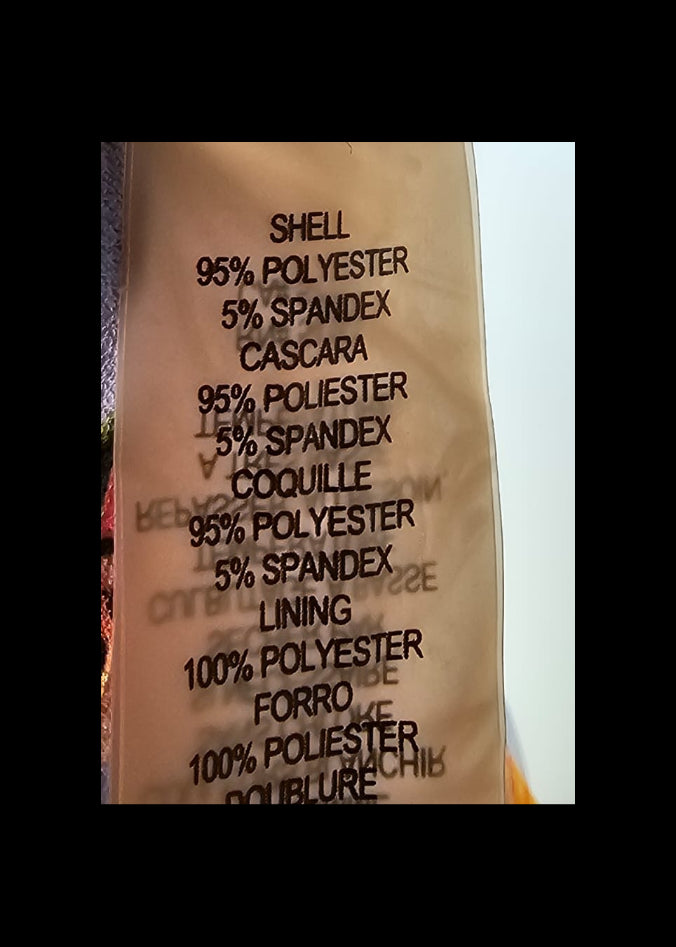 SHELL
95% POLYESTER
5% SPANDEX
CASCARA
95% POLIESTER
5% SPANDEX
COQUILLE
95% POLYESTER
5% SPANDEX
LINING
100% POLYESTER
FORRO
100% POLIESTER
DOUBLURE